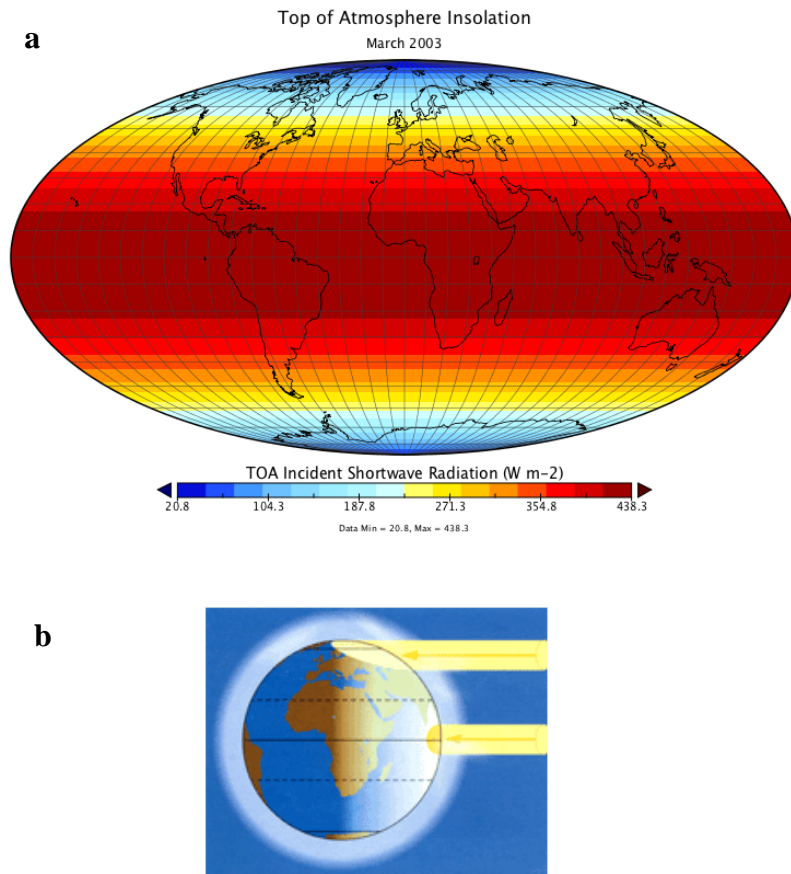 Top of Atmosphere Insolation
a
March 2003
TOA Incident Shortwave Radiation (W m-2)
20.8 104.3 187.8 271.3 354.8 438.3
Data Min = 20.8, Max = 438.3
b